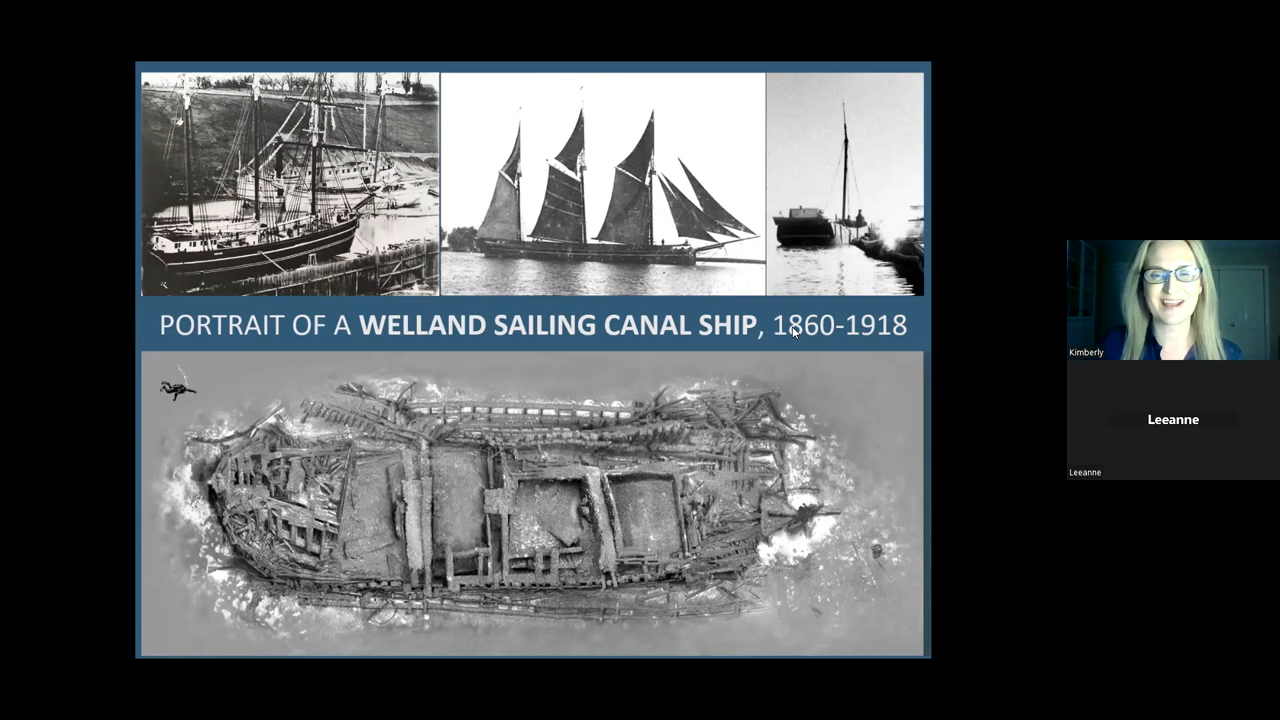 PORTRAIT OF A WELLAND SAILING CANAL SHIP, 1860-1918
Kimberly
Leeanne
Leeanne